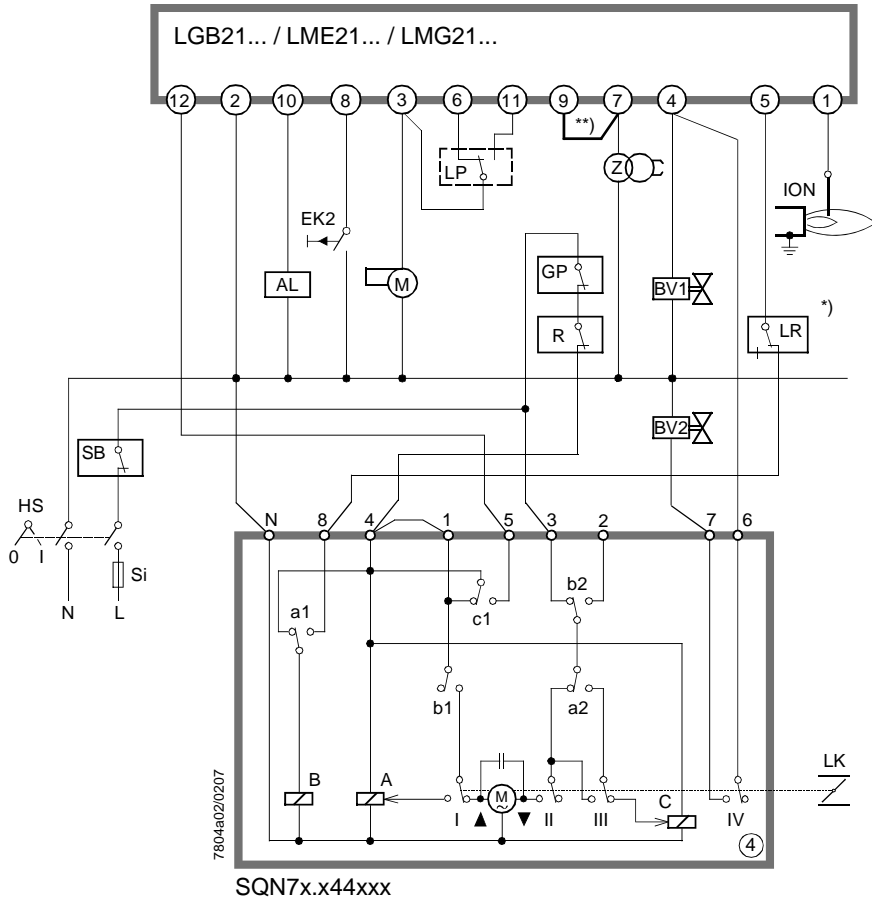 LGB21... / LME21... / LMG21...
12 2 10 8 3 6 11 9 7 4 5 1
**)
LP
Z
ION
EK2
GP
AL
M
BV1
*)
R
LR
BV2
SB
HS
0 I
Si
N L
N 8 4 1 5 3 2 7 6
b2
a1
c1
b1
a2
LK
B A M ~ C
I ▲ ▼ II III IV
4
7804a02/0207
SQN7x.x44xxx